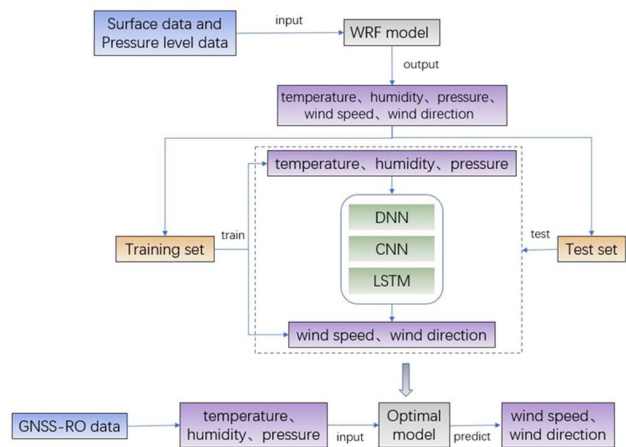 Surface data and
Pressure level data
input
WRF model
output
temperature、humidity、pressure、
wind speed、wind direction
temperature、humidity、pressure
DNN
CNN
LSTM
train
test
Training set
Test set
wind speed、wind direction
GNSS-RO data
temperature、
humidity、pressure
input
Optimal
model
predict
wind speed、
wind direction